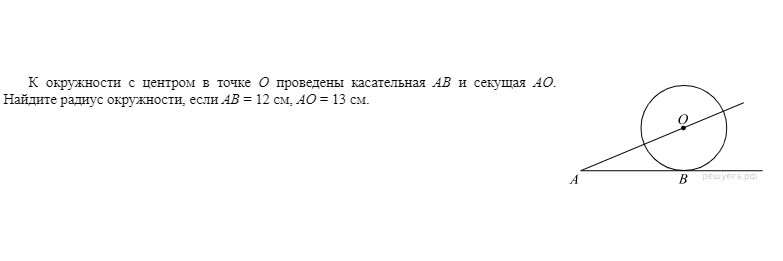 К окружности с центром в точке O проведены касательная AB и секущая AO.
Найдите радиус окружности, если AB = 12 см, AO = 13 см.
O
A
B
решуегэ.рф